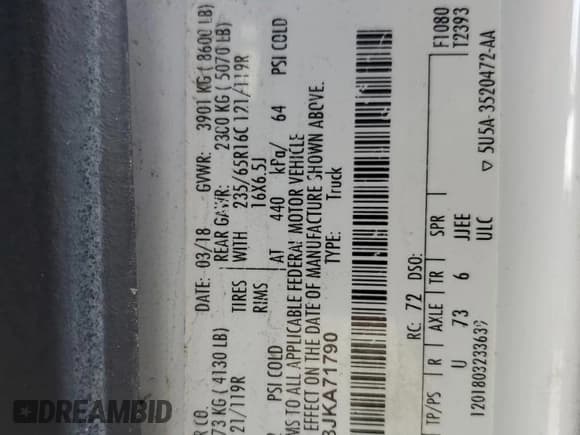 R CO.
DATE: 03/18 GVWR: 3901 KG ( 8600 LB)
73 KG ( 4130 LB) REAR GAWR: 2300 KG ( 5070 LB)
21/119R TIRES WITH 235/65R16C 121/119R
RIMS 16X6.5J
PSI COLD AT 440 kPa/ 64 PSI COLD
MS TO ALL APPLICABLE FEDERAL MOTOR VEHICLE
EFFECT ON THE DATE OF MANUFACTURE SHOWN ABOVE.
JKA71790 TYPE: Truck
F1080
T2393
RC: 72 DSO:
TP/PS R AXLE TR SPR
U 73 6 JJEE
ULC
▽ 5U5A-3520472-AA
DREAMBID
DREAMBID